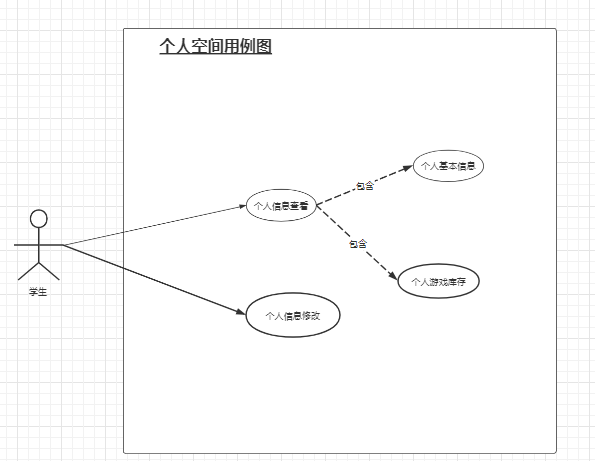 个人空间用例图
个人基本信息
包含
个人信息查看
包含
个人游戏库存
学生
个人信息修改